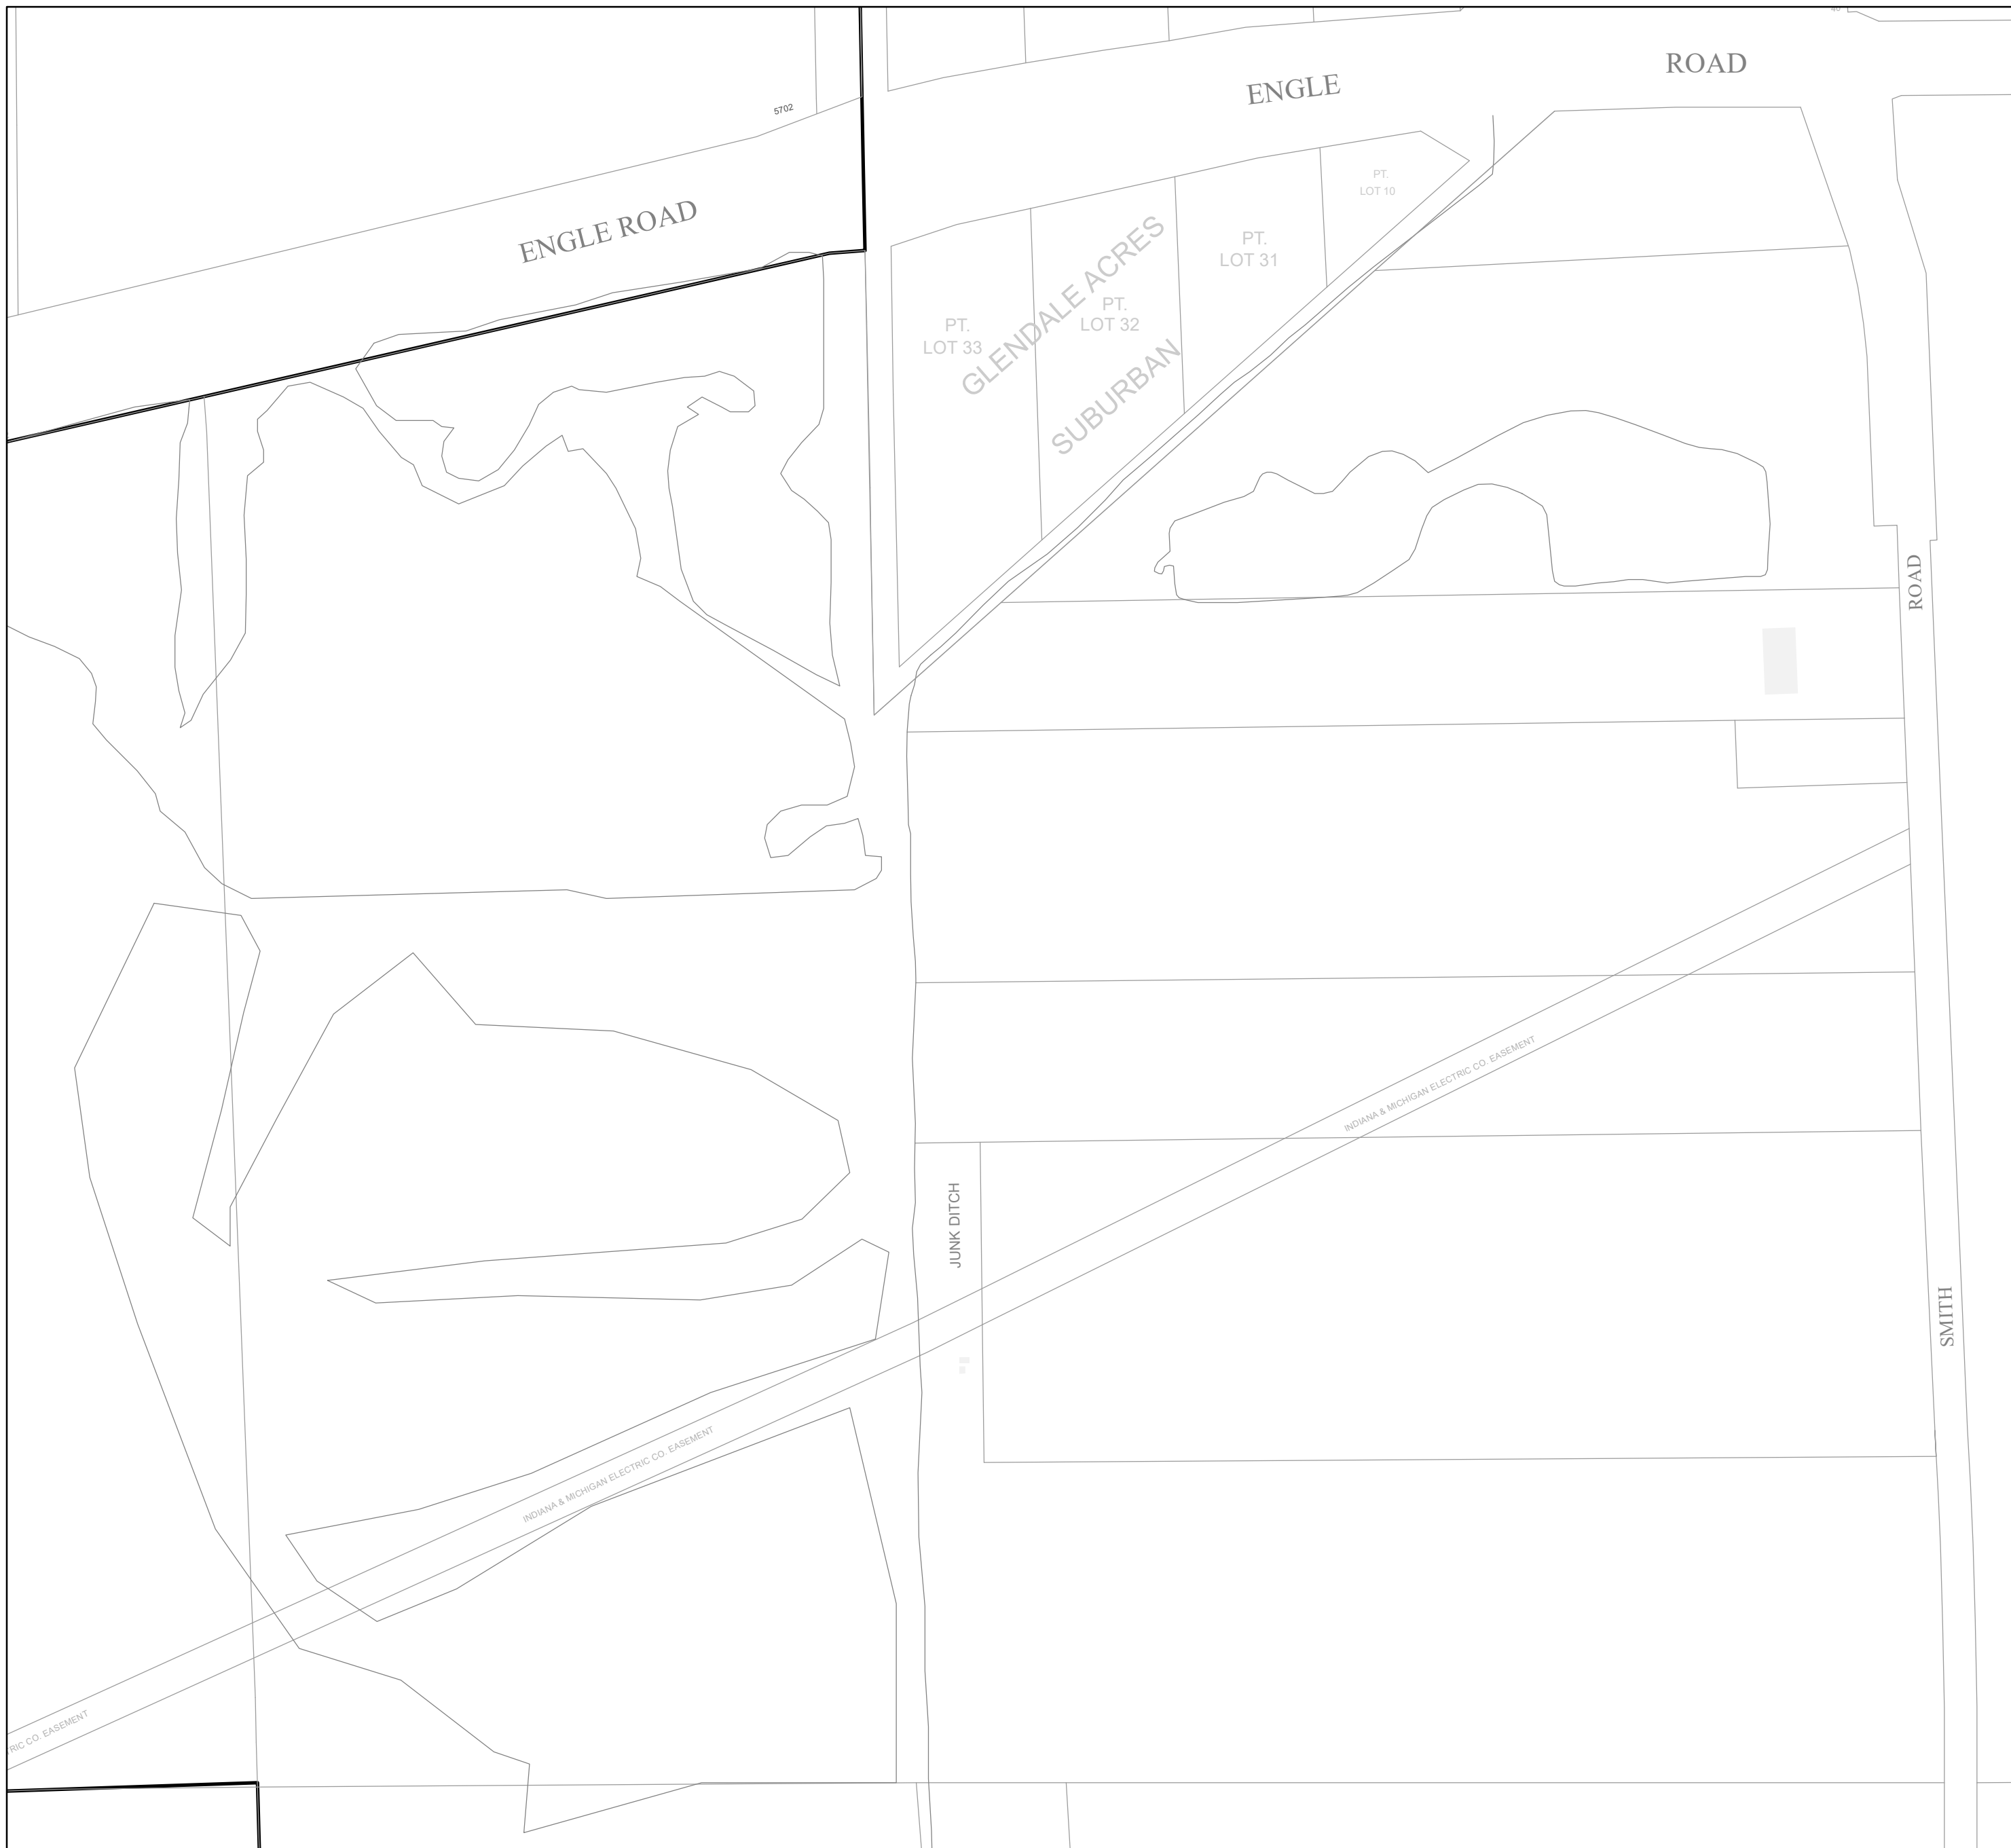 ROAD
ENGLE
5702
ENGLE ROAD
PT.
LOT 10
PT.
LOT 31
PT.
LOT 32
PT.
LOT 33
GLENDALE ACRES
SUBURBAN
ROAD
INDIANA & MICHIGAN ELECTRIC CO. EASEMENT
JUNK DITCH
SMITH
INDIANA & MICHIGAN ELECTRIC CO. EASEMENT
TRIC CO. EASEMENT